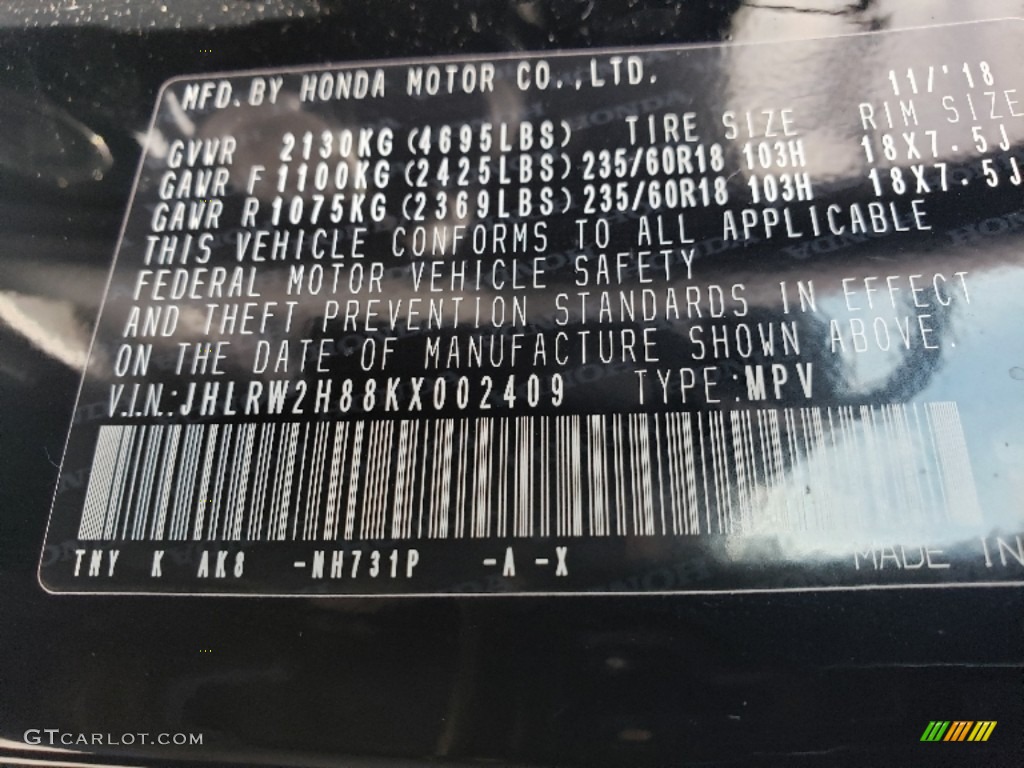 MFD. BY HONDA MOTOR CO., LTD. 11/'18
GVWR 2130KG (4695LBS) TIRE SIZE RIM SIZE
GAWR F 1100KG (2425LBS) 235/60R18 103H 18X7.5J
GAWR R 1075KG (2369LBS) 235/60R18 103H 18X7.5J
THIS VEHICLE CONFORMS TO ALL APPLICABLE
FEDERAL MOTOR VEHICLE SAFETY
AND THEFT PREVENTION STANDARDS IN EFFECT
ON THE DATE OF MANUFACTURE SHOWN ABOVE.
V.I.N.: JHLRW2H88KX002409 TYPE: MPV
TNY K AK8 -NH731P -A -X MADE IN
GTCARLOT.COM